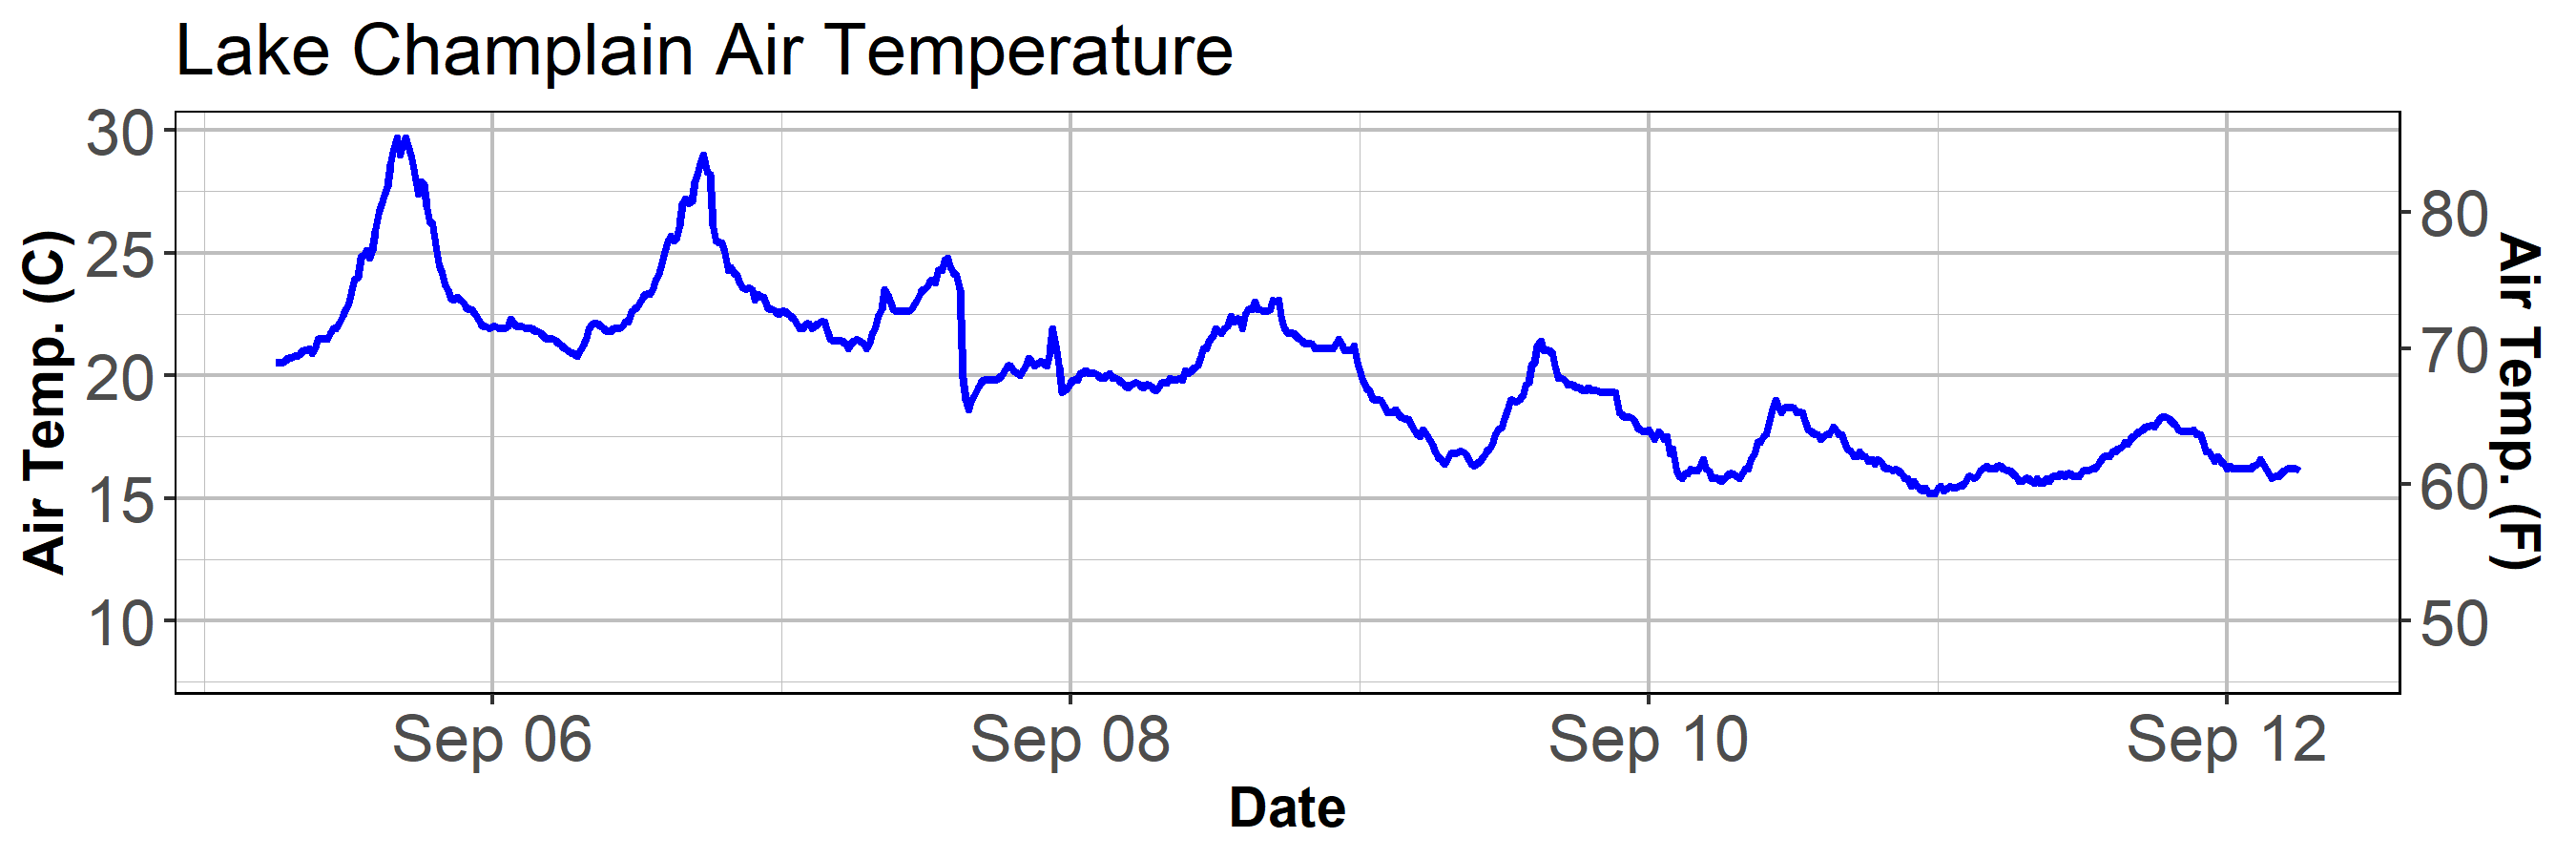 Lake Champlain Air Temperature
30
25
20
15
10
Air Temp. (C)
80
70
60
50
Air Temp. (F)
Sep 06
Sep 08
Sep 10
Sep 12
Date